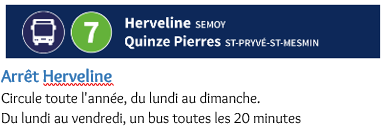 7
Herveline SEMOY
Quinze Pierres ST-PRYVÉ-ST-MESMIN
Arrêt Herveline
Circule toute l'année, du lundi au dimanche.
Du lundi au vendredi, un bus toutes les 20 minutes